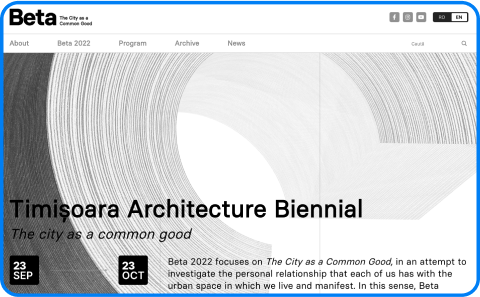 Beta The City as a
Common Good
RO EN
About Beta 2022 Program Archive News Caută
Timișoara Architecture Biennial
The city as a common good
23 SEP
23 OCT
Beta 2022 focuses on The City as a Common Good, in an attempt to
investigate the personal relationship that each of us has with the
urban space in which we live and manifest. In this sense, Beta